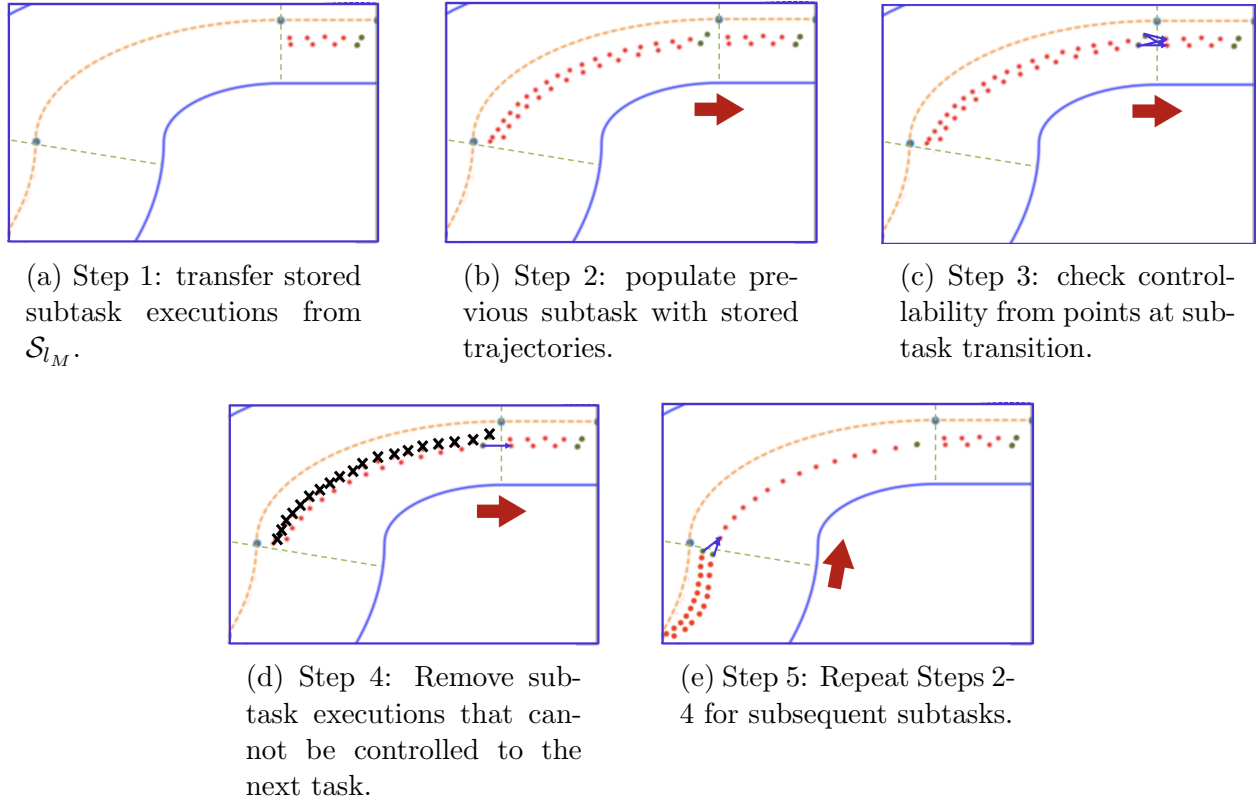 (a) Step 1: transfer stored
subtask executions from
$\mathcal{S}_{l_M}$.
(b) Step 2: populate pre-
vious subtask with stored
trajectories.
(c) Step 3: check control-
lability from points at sub-
task transition.
(d) Step 4: Remove sub-
task executions that can-
not be controlled to the
next task.
(e) Step 5: Repeat Steps 2-
4 for subsequent subtasks.